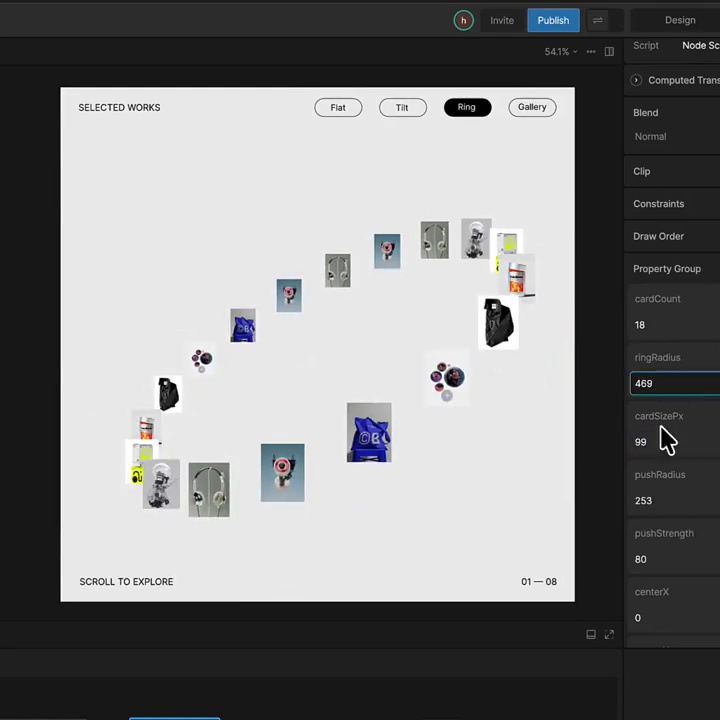 h
Invite
Publish
Design
54.1%
Script
Node Sc
Computed Trans
SELECTED WORKS
Flat
Tilt
Ring
Gallery
Blend
Normal
Clip
Constraints
Draw Order
Property Group
cardCount
18
ringRadius
469
cardSizePx
99
pushRadius
253
pushStrength
80
centerX
0
SCROLL TO EXPLORE
01 — 08